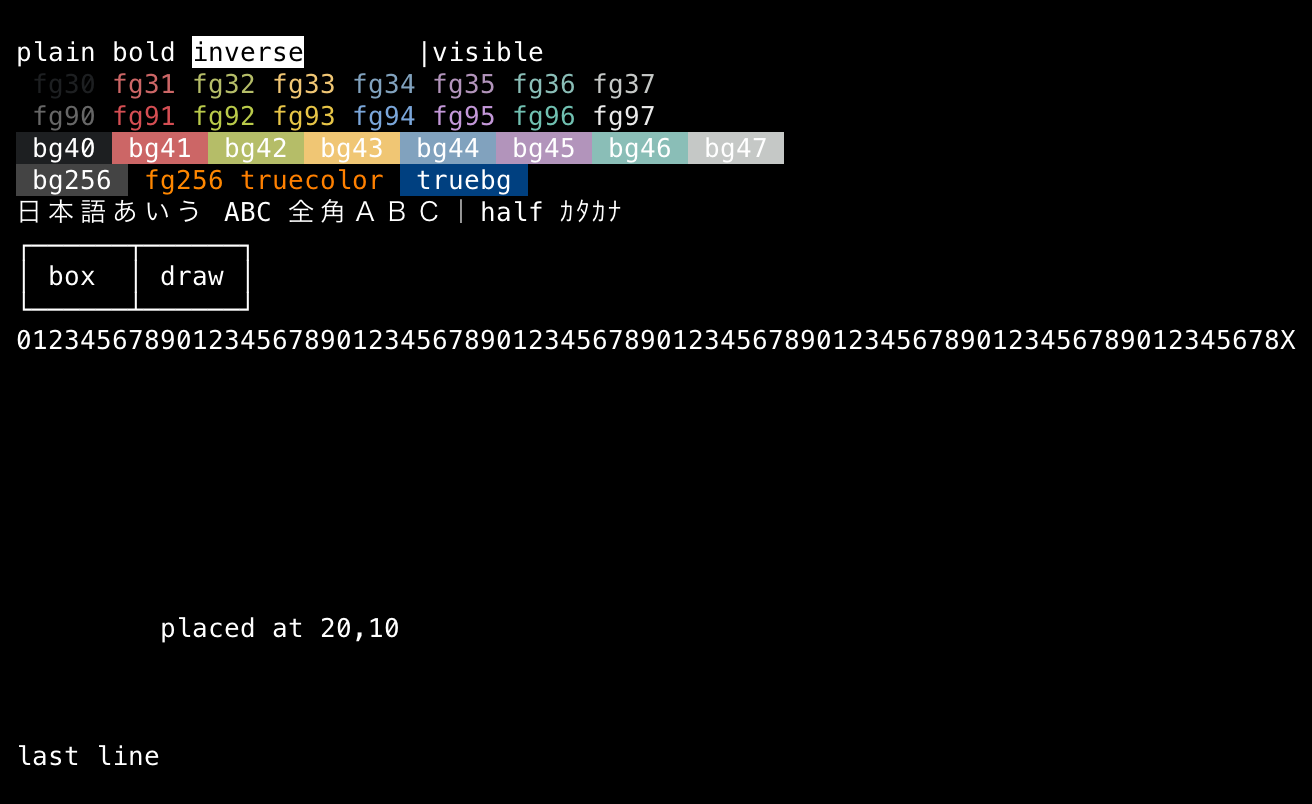 plain bold inverse |visible
fg30 fg31 fg32 fg33 fg34 fg35 fg36 fg37
fg90 fg91 fg92 fg93 fg94 fg95 fg96 fg97
bg40 bg41 bg42 bg43 bg44 bg45 bg46 bg47
bg256 fg256 truecolor truebg
日本語あいう ABC 全角ABC|half カタカナ
box draw
0123456789012345678901234567890123456789012345678901234567890123456789012345678X
placed at 20,10
last line